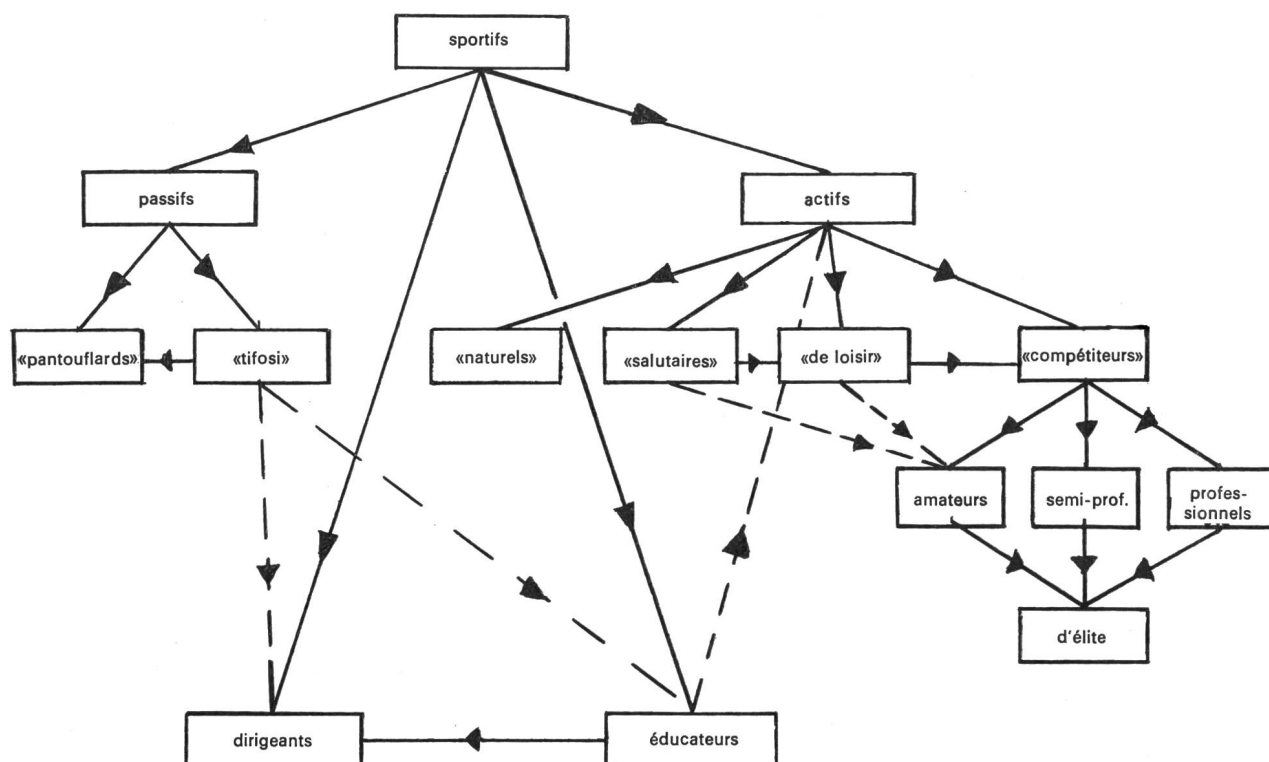 sportifs
passifs
actifs
«pantouflards»
«tifosi»
«naturels»
«salutaires»
«de loisir»
«compétiteurs»
amateurs
semi-prof.
profes-
sionnels
d'élite
dirigeants
éducateurs